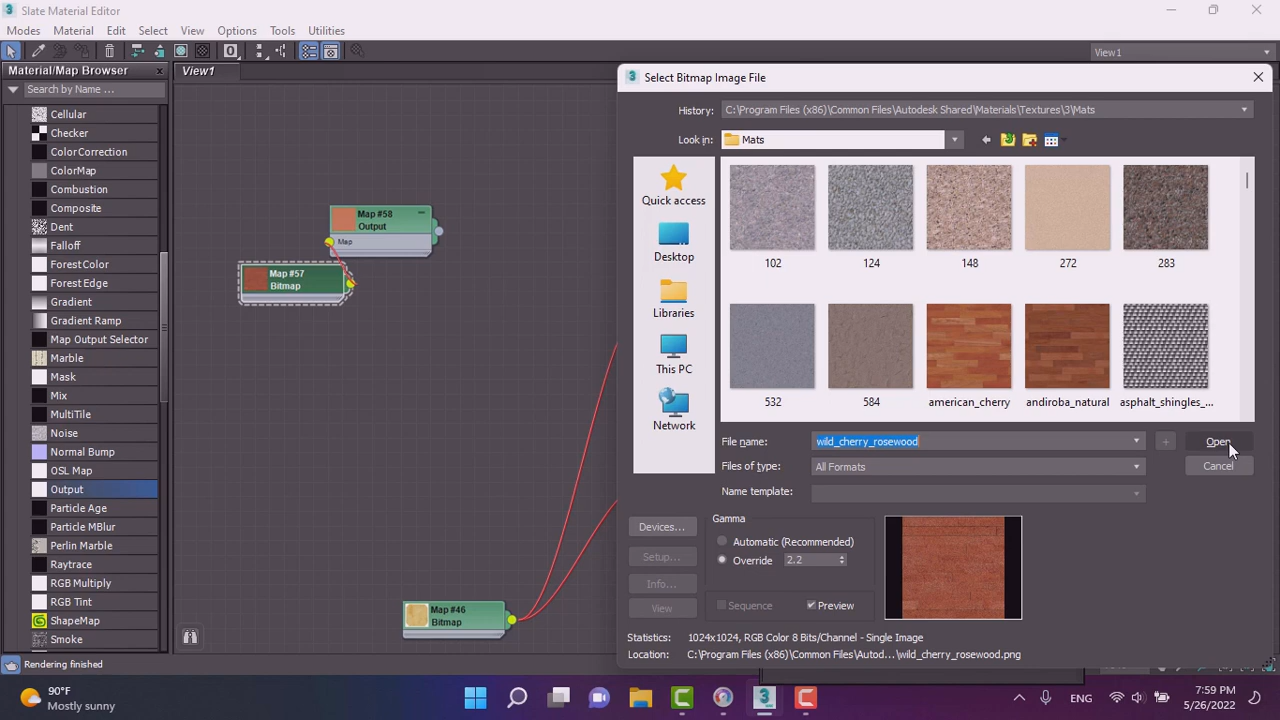 Slate Material Editor
Modes Material Edit Select View Options Tools Utilities
View1
Material/Map Browser
View1
Search by Name ...
Cellular
Checker
ColorCorrection
ColorMap
Combustion
Composite
Dent
Falloff
ForestColor
Forest Edge
Gradient
Gradient Ramp
Map Output Selector
Marble
Mask
Mix
MultiTile
Noise
Normal Bump
OSL Map
Output
Particle Age
Particle MBlur
Perlin Marble
Raytrace
RGB Multiply
RGB Tint
ShapeMap
Smoke
Map #58
Output
Map
Map #57
Bitmap
Map #46
Bitmap
Rendering finished
Select Bitmap Image File
History: C:\Program Files (x86)\Common Files\Autodesk Shared\Materials\Textures\3\Mats
Look in: Mats
Quick access
Desktop
Libraries
This PC
Network
102 124 148 272 283
532 584 american_cherry andiroba_natural asphalt_shingles_...
File name: wild_cherry_rosewood + Open
Files of type: All Formats Cancel
Name template:
Devices...
Setup...
Info...
View
Gamma
Automatic (Recommended)
Override 2.2
Sequence Preview
Statistics: 1024x1024, RGB Color 8 Bits/Channel - Single Image
Location: C:\Program Files (x86)\Common Files\Autod...\wild_cherry_rosewood.png
90°F
Mostly sunny
ENG
7:59 PM
5/26/2022